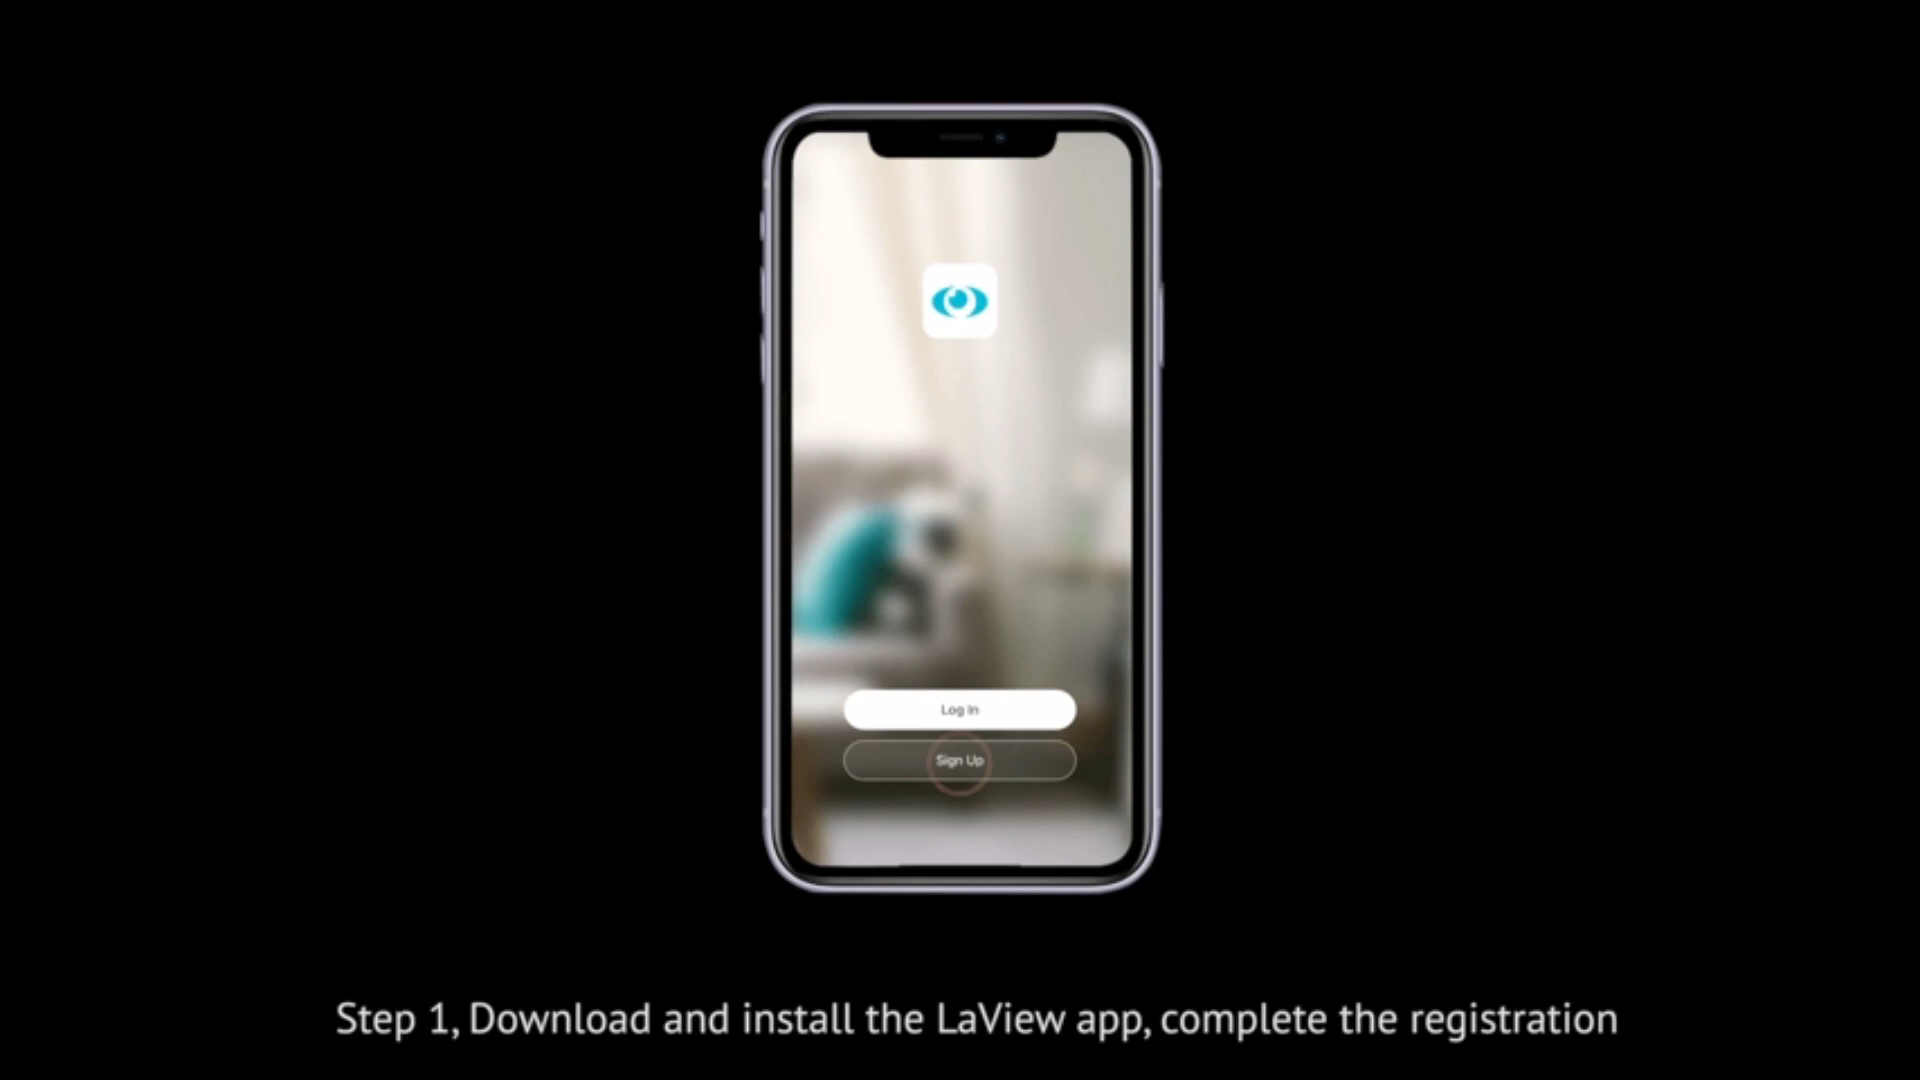 Log In
Sign Up
Step 1, Download and install the LaView app, complete the registration